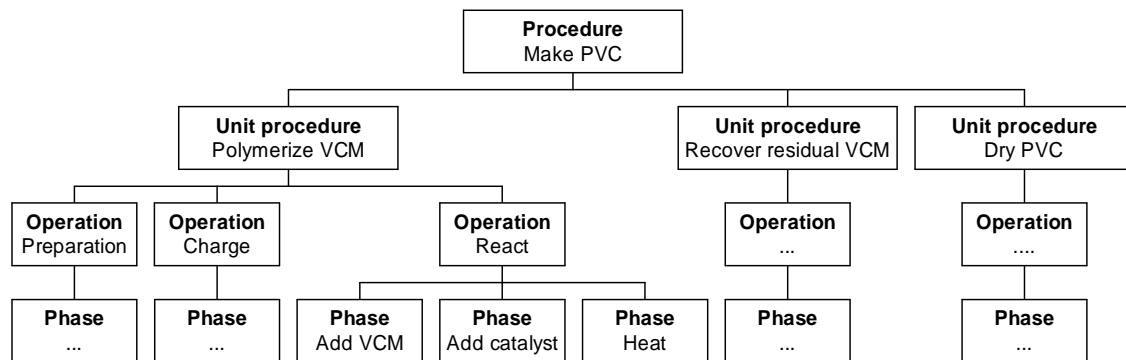 Procedure
Make PVC
Unit procedure
Polymerize VCM
Unit procedure
Recover residual VCM
Unit procedure
Dry PVC
Operation
Preparation
Operation
Charge
Operation
React
Operation
...
Operation
....
Phase
...
Phase
...
Phase
Add VCM
Phase
Add catalyst
Phase
Heat
Phase
...
Phase
...